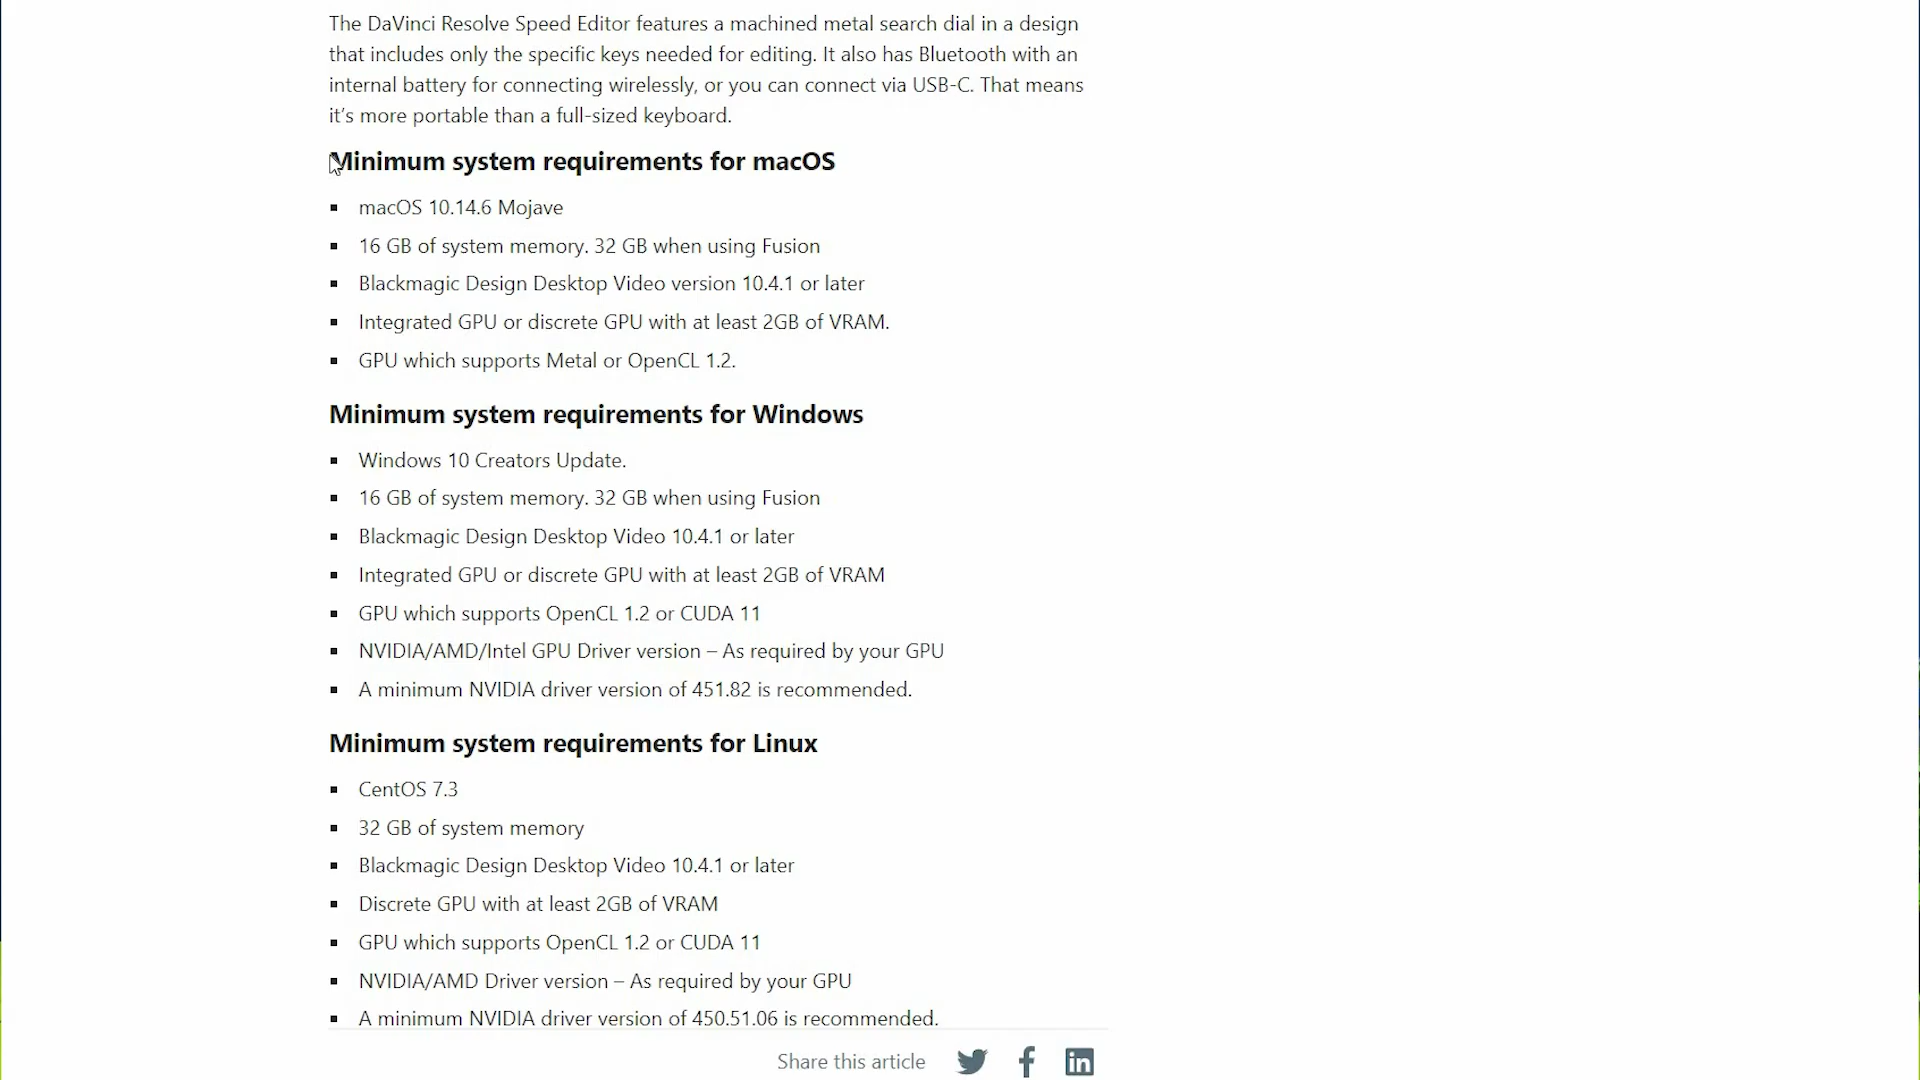 The DaVinci Resolve Speed Editor features a machined metal search dial in a design
that includes only the specific keys needed for editing. It also has Bluetooth with an
internal battery for connecting wirelessly, or you can connect via USB-C. That means
it’s more portable than a full-sized keyboard.
Minimum system requirements for macOS
▪ macOS 10.14.6 Mojave
▪ 16 GB of system memory. 32 GB when using Fusion
▪ Blackmagic Design Desktop Video version 10.4.1 or later
▪ Integrated GPU or discrete GPU with at least 2GB of VRAM.
▪ GPU which supports Metal or OpenCL 1.2.
Minimum system requirements for Windows
▪ Windows 10 Creators Update.
▪ 16 GB of system memory. 32 GB when using Fusion
▪ Blackmagic Design Desktop Video 10.4.1 or later
▪ Integrated GPU or discrete GPU with at least 2GB of VRAM
▪ GPU which supports OpenCL 1.2 or CUDA 11
▪ NVIDIA/AMD/Intel GPU Driver version – As required by your GPU
▪ A minimum NVIDIA driver version of 451.82 is recommended.
Minimum system requirements for Linux
▪ CentOS 7.3
▪ 32 GB of system memory
▪ Blackmagic Design Desktop Video 10.4.1 or later
▪ Discrete GPU with at least 2GB of VRAM
▪ GPU which supports OpenCL 1.2 or CUDA 11
▪ NVIDIA/AMD Driver version – As required by your GPU
▪ A minimum NVIDIA driver version of 450.51.06 is recommended.
Share this article